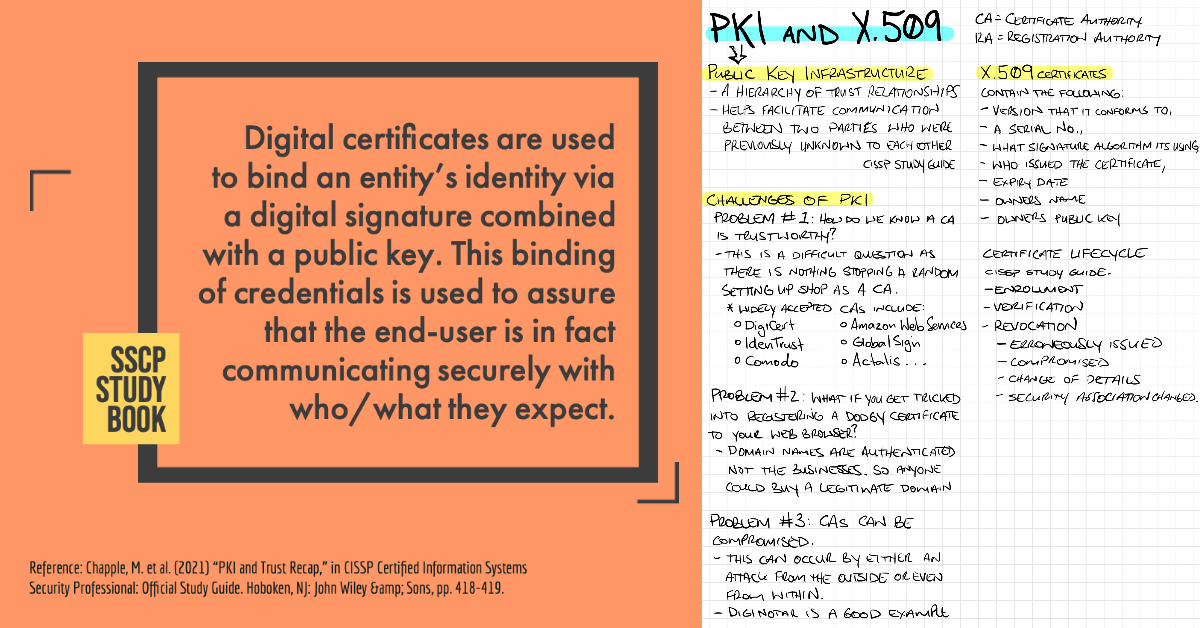 Digital certificates are used
to bind an entity's identity via
a digital signature combined
with a public key. This binding
of credentials is used to assure
that the end-user is in fact
communicating securely with
who/what they expect.
SSCP
STUDY
BOOK
Reference: Chapple, M. et al. (2021) “PKI and Trust Recap,” in CISSP Certified Information Systems
Security Professional: Official Study Guide. Hoboken, NJ: John Wiley &amp; Sons, pp. 418-419.
PKI AND X.509
PUBLIC KEY INFRASTRUCTURE
- A HIERARCHY OF TRUST RELATIONSHIPS
- HELPS FACILITATE COMMUNICATION
BETWEEN TWO PARTIES WHO WERE
PREVIOUSLY UNKNOWN TO EACH OTHER
CISSP STUDY GUIDE
CHALLENGES OF PKI
PROBLEM #1: HOW DO WE KNOW A CA
IS TRUSTWORTHY?
- THIS IS A DIFFICULT QUESTION AS
THERE IS NOTHING STOPPING A RANDOM
SETTING UP SHOP AS A CA.
* WIDELY ACCEPTED CAs INCLUDE:
o DigiCert o Amazon Web Services
o IdenTrust o GlobalSign
o Comodo o Actalis...
PROBLEM #2: WHAT IF YOU GET TRICKED
INTO REGISTERING A DODGY CERTIFICATE
TO YOUR WEB BROWSER?
- DOMAIN NAMES ARE AUTHENTICATED
NOT THE BUSINESSES. SO ANYONE
COULD BUY A LEGITIMATE DOMAIN
PROBLEM #3: CAs CAN BE
COMPROMISED.
- THIS CAN OCCUR BY EITHER AN
ATTACK FROM THE OUTSIDE OR EVEN
FROM WITHIN.
- DIGINOTAR IS A GOOD EXAMPLE
CA = CERTIFICATE AUTHORITY
RA = REGISTRATION AUTHORITY
X.509 CERTIFICATES
CONTAIN THE FOLLOWING:
- VERSION THAT IT CONFORMS TO,
- A SERIAL NO.,
- WHAT SIGNATURE ALGORITHM ITS USING,
- WHO ISSUED THE CERTIFICATE,
- EXPIRY DATE
- OWNERS NAME
- OWNERS PUBLIC KEY
CERTIFICATE LIFECYCLE
CISSP STUDY GUIDE.
- ENROLLMENT
- VERIFICATION
- REVOCATION
- ERRONEOUSLY ISSUED
- COMPROMISED
- CHANGE OF DETAILS
- SECURITY ASSOCIATION CHANGED.